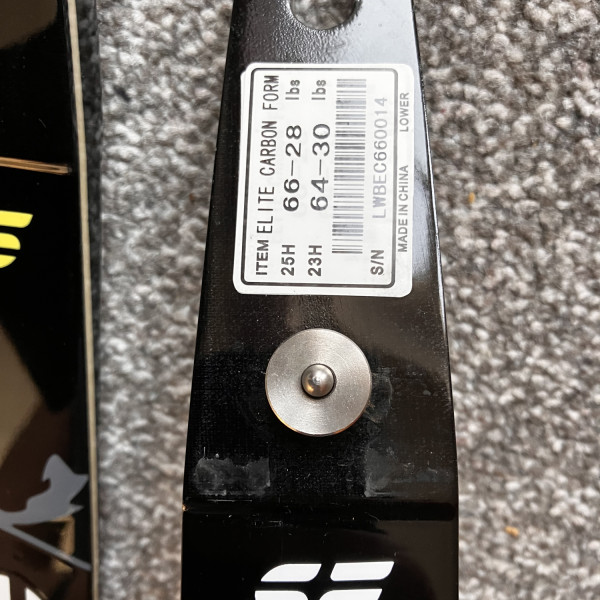 ITEM ELITE CARBON FORM
25H 66-28 lbs
23H 64-30 lbs
S/N LWBEC660014
MADE IN CHINA LOWER